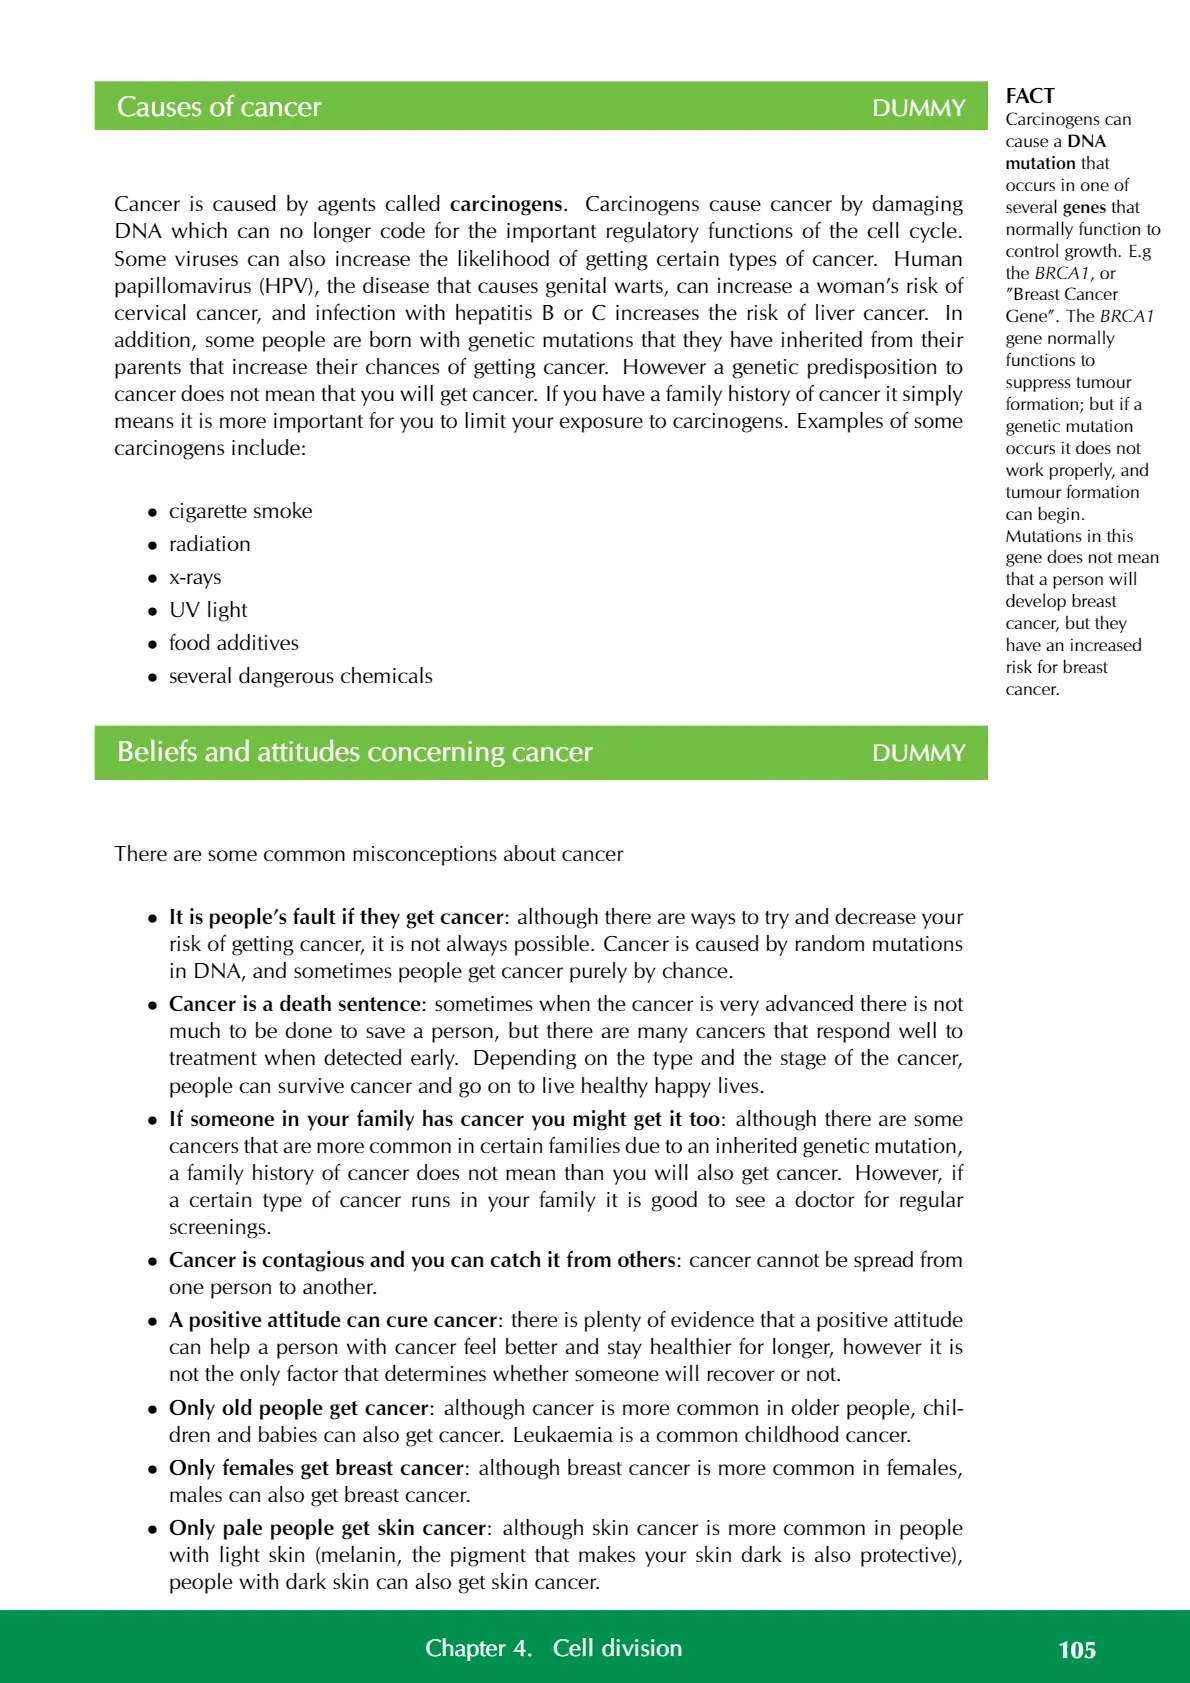 Causes of cancer DUMMY
Cancer is caused by agents called carcinogens. Carcinogens cause cancer by damaging
DNA which can no longer code for the important regulatory functions of the cell cycle.
Some viruses can also increase the likelihood of getting certain types of cancer. Human
papillomavirus (HPV), the disease that causes genital warts, can increase a woman's risk of
cervical cancer, and infection with hepatitis B or C increases the risk of liver cancer. In
addition, some people are born with genetic mutations that they have inherited from their
parents that increase their chances of getting cancer. However a genetic predisposition to
cancer does not mean that you will get cancer. If you have a family history of cancer it simply
means it is more important for you to limit your exposure to carcinogens. Examples of some
carcinogens include:
• cigarette smoke
• radiation
• x-rays
• UV light
• food additives
• several dangerous chemicals
FACT
Carcinogens can
cause a DNA
mutation that
occurs in one of
several genes that
normally function to
control growth. E.g
the BRCA1, or
"Breast Cancer
Gene". The BRCA1
gene normally
functions to
suppress tumour
formation; but if a
genetic mutation
occurs it does not
work properly, and
tumour formation
can begin.
Mutations in this
gene does not mean
that a person will
develop breast
cancer, but they
have an increased
risk for breast
cancer.
Beliefs and attitudes concerning cancer DUMMY
There are some common misconceptions about cancer
• It is people's fault if they get cancer: although there are ways to try and decrease your
risk of getting cancer, it is not always possible. Cancer is caused by random mutations
in DNA, and sometimes people get cancer purely by chance.
• Cancer is a death sentence: sometimes when the cancer is very advanced there is not
much to be done to save a person, but there are many cancers that respond well to
treatment when detected early. Depending on the type and the stage of the cancer,
people can survive cancer and go on to live healthy happy lives.
• If someone in your family has cancer you might get it too: although there are some
cancers that are more common in certain families due to an inherited genetic mutation,
a family history of cancer does not mean than you will also get cancer. However, if
a certain type of cancer runs in your family it is good to see a doctor for regular
screenings.
• Cancer is contagious and you can catch it from others: cancer cannot be spread from
one person to another.
• A positive attitude can cure cancer: there is plenty of evidence that a positive attitude
can help a person with cancer feel better and stay healthier for longer, however it is
not the only factor that determines whether someone will recover or not.
• Only old people get cancer: although cancer is more common in older people, chil-
dren and babies can also get cancer. Leukaemia is a common childhood cancer.
• Only females get breast cancer: although breast cancer is more common in females,
males can also get breast cancer.
• Only pale people get skin cancer: although skin cancer is more common in people
with light skin (melanin, the pigment that makes your skin dark is also protective),
people with dark skin can also get skin cancer.
Chapter 4. Cell division 105